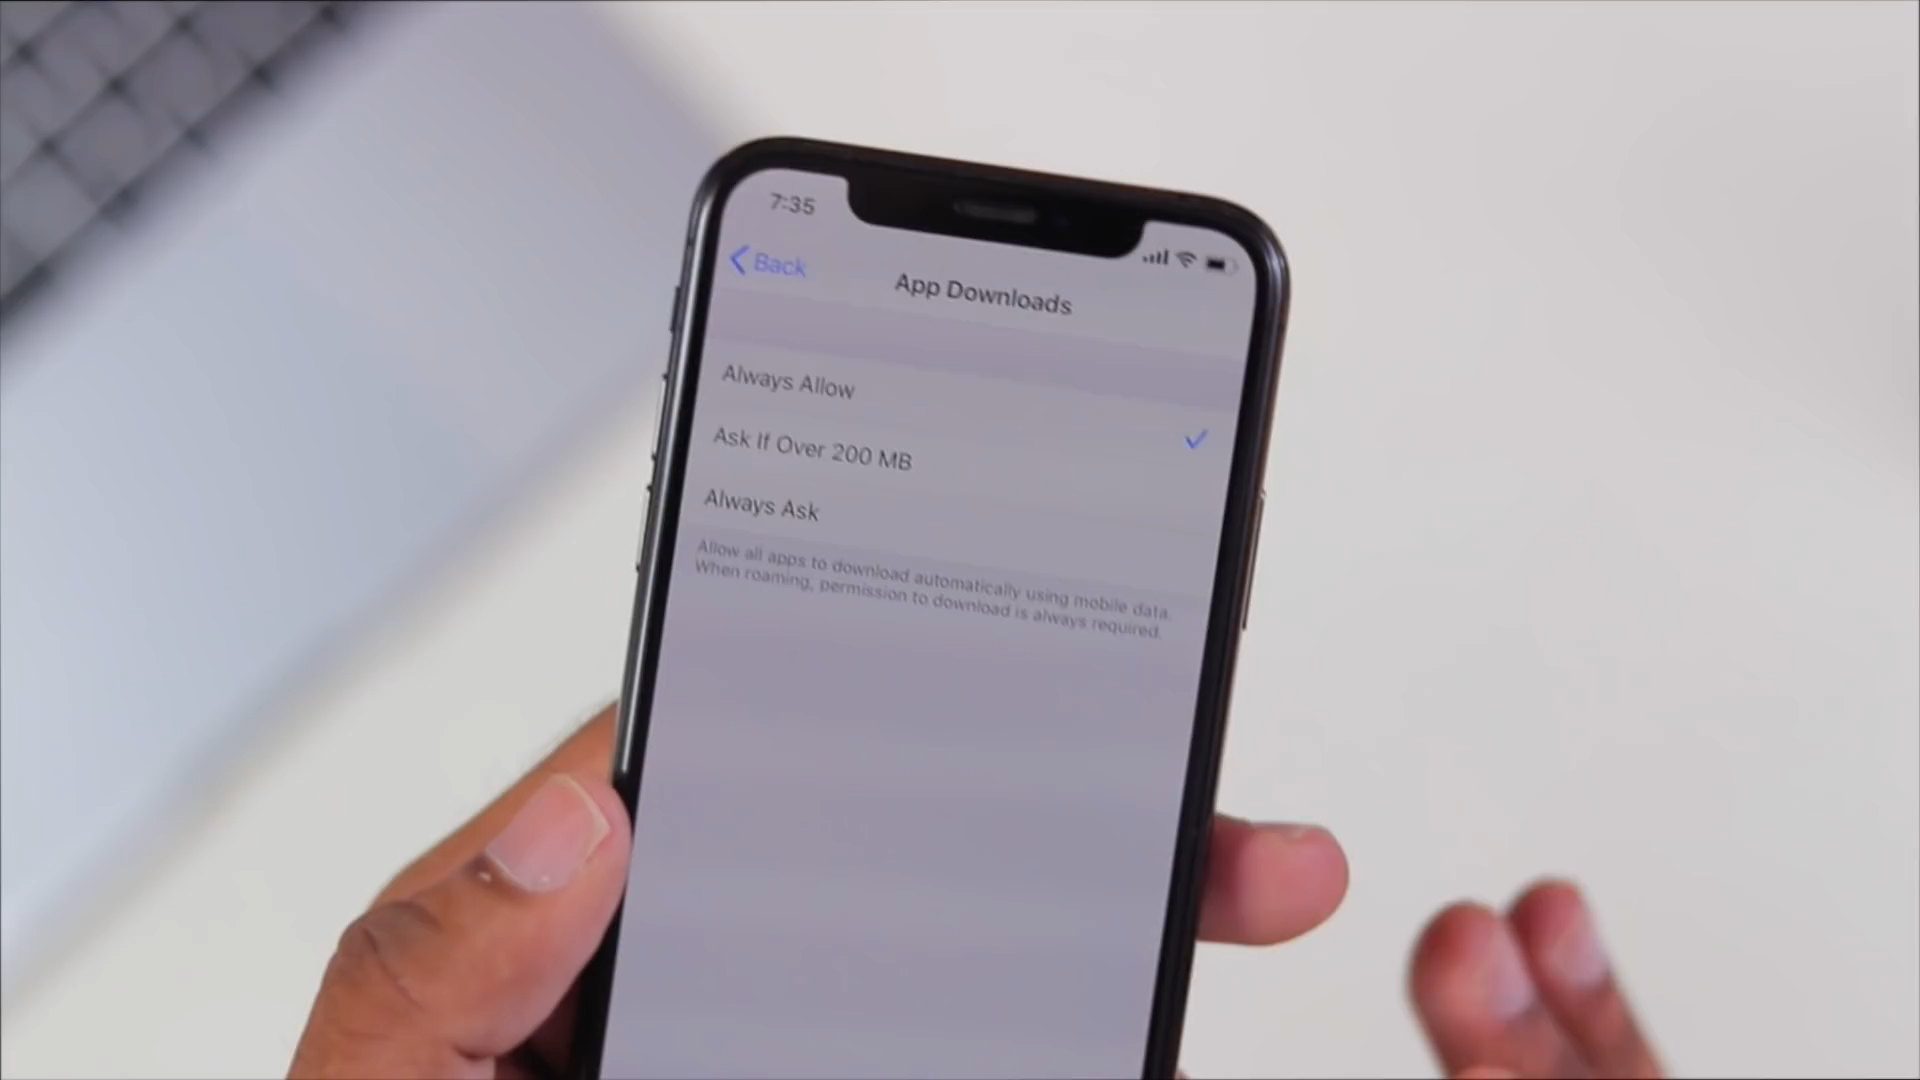 7:35
Back
App Downloads
Always Allow
Ask If Over 200 MB
Always Ask
Allow all apps to download automatically using mobile data.
When roaming, permission to download is always required.